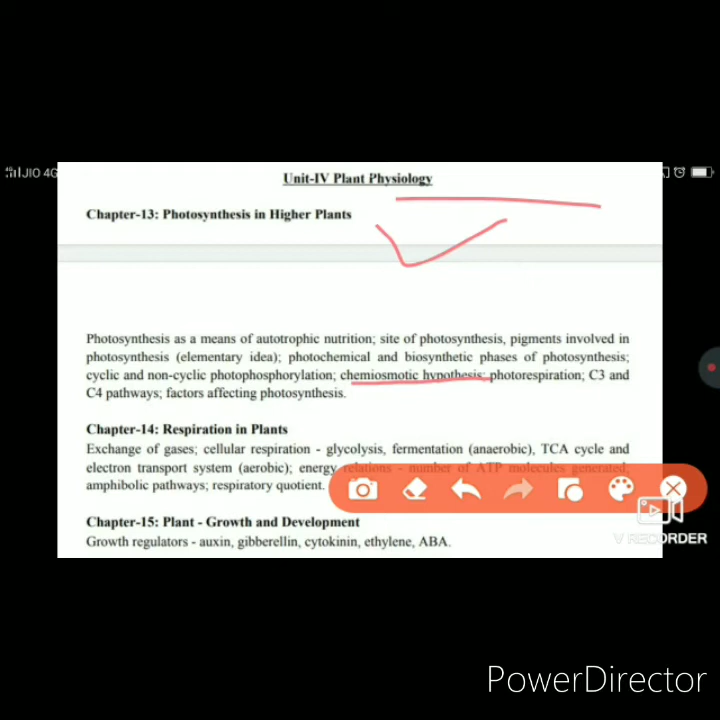 JIO 4G
Unit-IV Plant Physiology
Chapter-13: Photosynthesis in Higher Plants
Photosynthesis as a means of autotrophic nutrition; site of photosynthesis, pigments involved in
photosynthesis (elementary idea); photochemical and biosynthetic phases of photosynthesis;
cyclic and non-cyclic photophosphorylation; chemiosmotic hypothesis; photorespiration; C3 and
C4 pathways; factors affecting photosynthesis.
Chapter-14: Respiration in Plants
Exchange of gases; cellular respiration - glycolysis, fermentation (anaerobic), TCA cycle and
electron transport system (aerobic); energy relations - number of ATP molecules generated;
amphibolic pathways; respiratory quotient.
Chapter-15: Plant - Growth and Development
Growth regulators - auxin, gibberellin, cytokinin, ethylene, ABA.
V RECORDER
PowerDirector